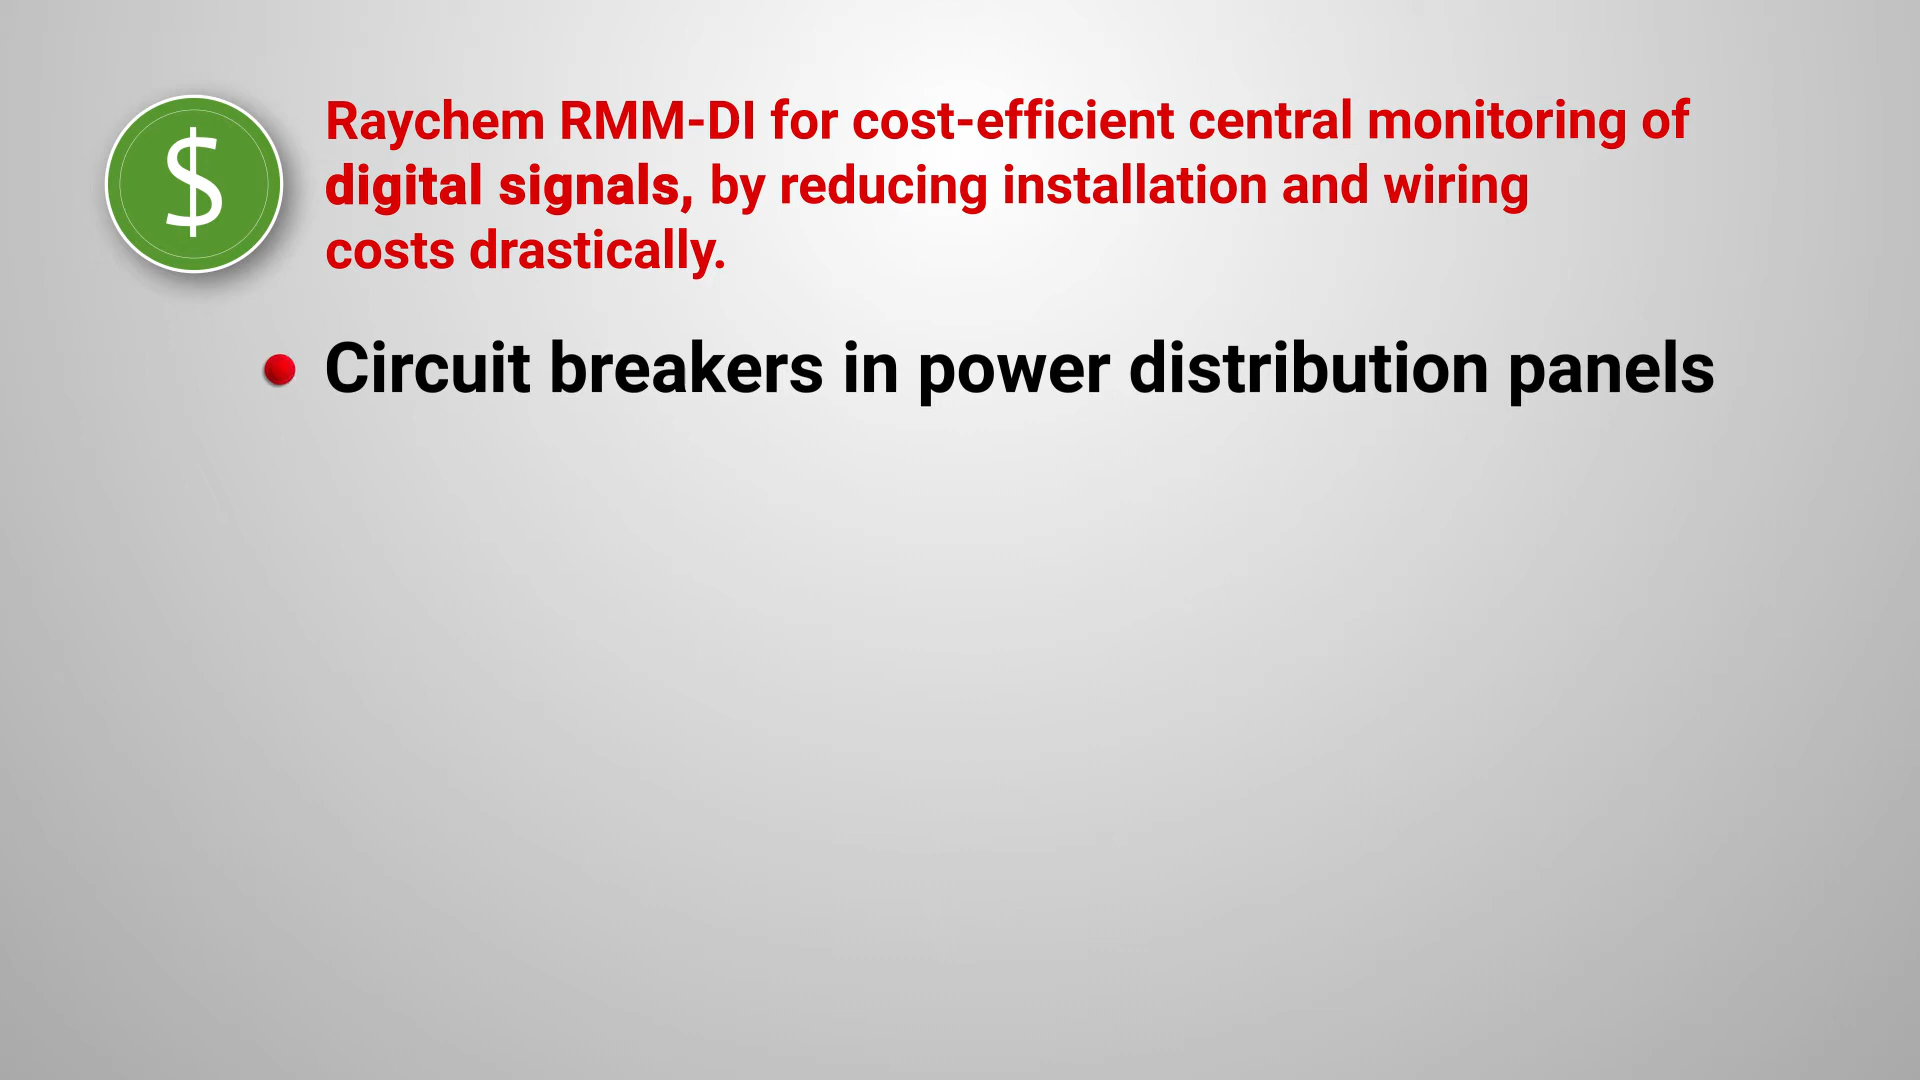 $
Raychem RMM-DI for cost-efficient central monitoring of
digital signals, by reducing installation and wiring
costs drastically.
Circuit breakers in power distribution panels